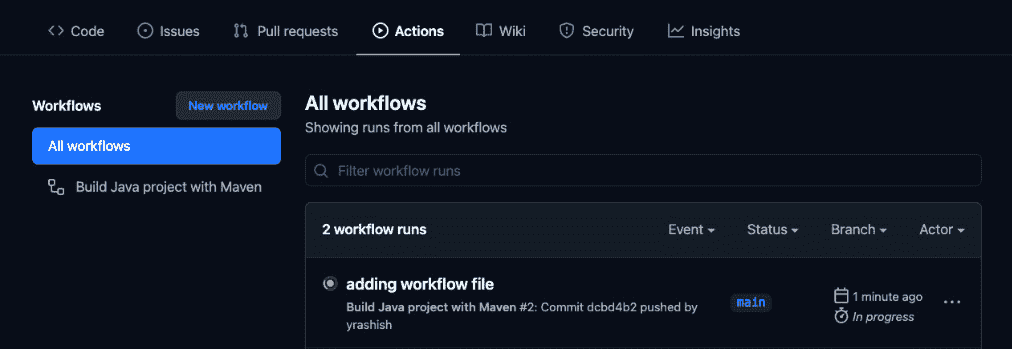 Code Issues Pull requests Actions Wiki Security Insights
Workflows
New workflow
All workflows
Build Java project with Maven
All workflows
Showing runs from all workflows
Filter workflow runs
2 workflow runs Event Status Branch Actor
adding workflow file
Build Java project with Maven #2: Commit dcbd4b2 pushed by
yrashish
main
1 minute ago
In progress